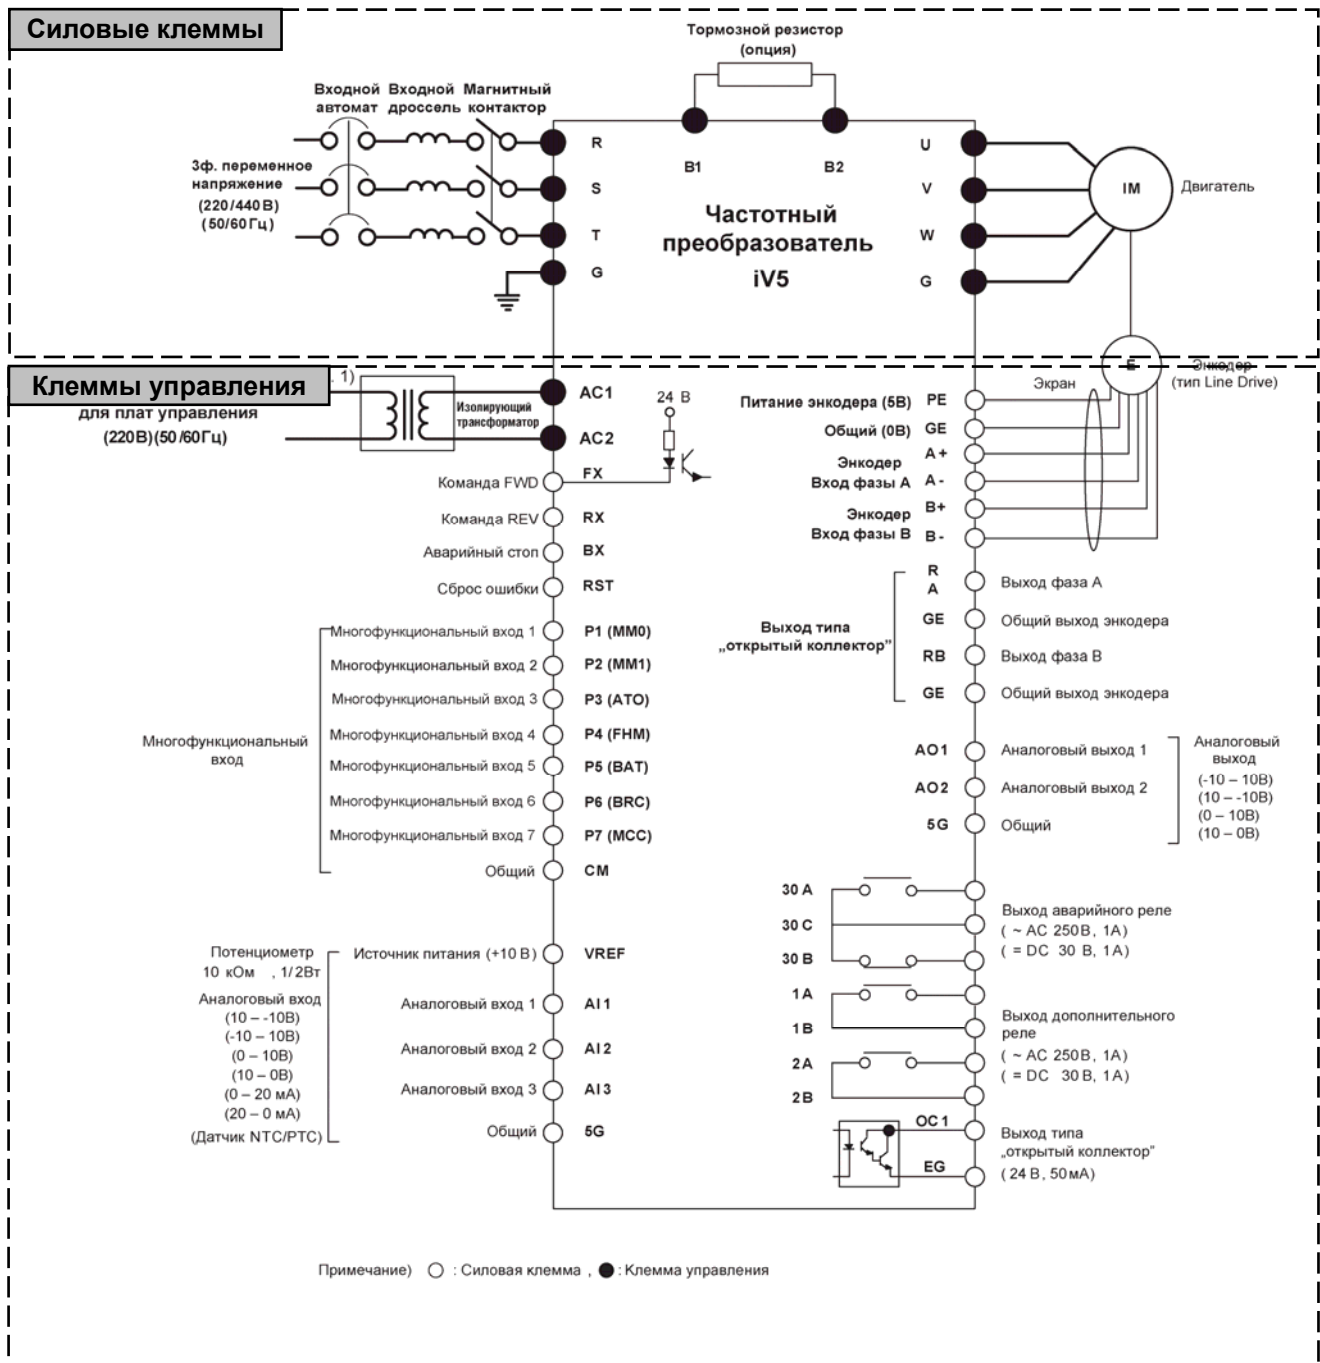 Силовые клеммы
Тормозной резистор
(опция)
Входной Входной Магнитный
автомат дроссель контактор
3ф. переменное
напряжение
(220/440 В)
(50/60 Гц)
R
S
T
G
B1
B2
Частотный
преобразователь
iV5
U
V
W
G
IM
Двигатель
Клеммы управления
. 1)
для плат управления
(220В)(50/60Гц)
Изолирующий
трансформатор
AC1
AC2
24 В
E
Энкодер
(тип Line Drive)
Экран
Питание энкодера (5В) PE
Общий (0В) GE
Энкодер
Вход фазы А
A+
A-
Энкодер
Вход фазы В
B+
B-
Команда FWD FX
Команда REV RX
Аварийный стоп BX
Сброс ошибки RST
Многофункциональный
вход
Многофункциональный вход 1 P1 (MM0)
Многофункциональный вход 2 P2 (MM1)
Многофункциональный вход 3 P3 (ATO)
Многофункциональный вход 4 P4 (FHM)
Многофункциональный вход 5 P5 (BAT)
Многофункциональный вход 6 P6 (BRC)
Многофункциональный вход 7 P7 (MCC)
Общий CM
Выход типа
„открытый коллектор”
R
A
Выход фаза А
GE Общий выход энкодера
RB Выход фаза В
GE Общий выход энкодера
AO1 Аналоговый выход 1
AO2 Аналоговый выход 2
5G Общий
Аналоговый
выход
(-10 – 10В)
(10 – -10В)
(0 – 10В)
(10 – 0В)
Потенциометр
10 кОм , 1/2Вт
Аналоговый вход
(10 – -10В)
(-10 – 10В)
(0 – 10В)
(10 – 0В)
(0 – 20 мА)
(20 – 0 мА)
(Датчик NTC/PTC)
Источник питания (+10 В) VREF
Аналоговый вход 1 AI1
Аналоговый вход 2 AI2
Аналоговый вход 3 AI3
Общий 5G
30 A
30 C
30 B
Выход аварийного реле
( ~ AC 250В, 1А)
( = DC 30 В, 1А)
1 A
1 B
2 A
2 B
Выход дополнительного
реле
( ~ AC 250В, 1А)
( = DC 30В, 1А)
OC1
EG
Выход типа
„открытый коллектор”
( 24 В, 50мА)
Примечание) : Силовая клемма , : Клемма управления